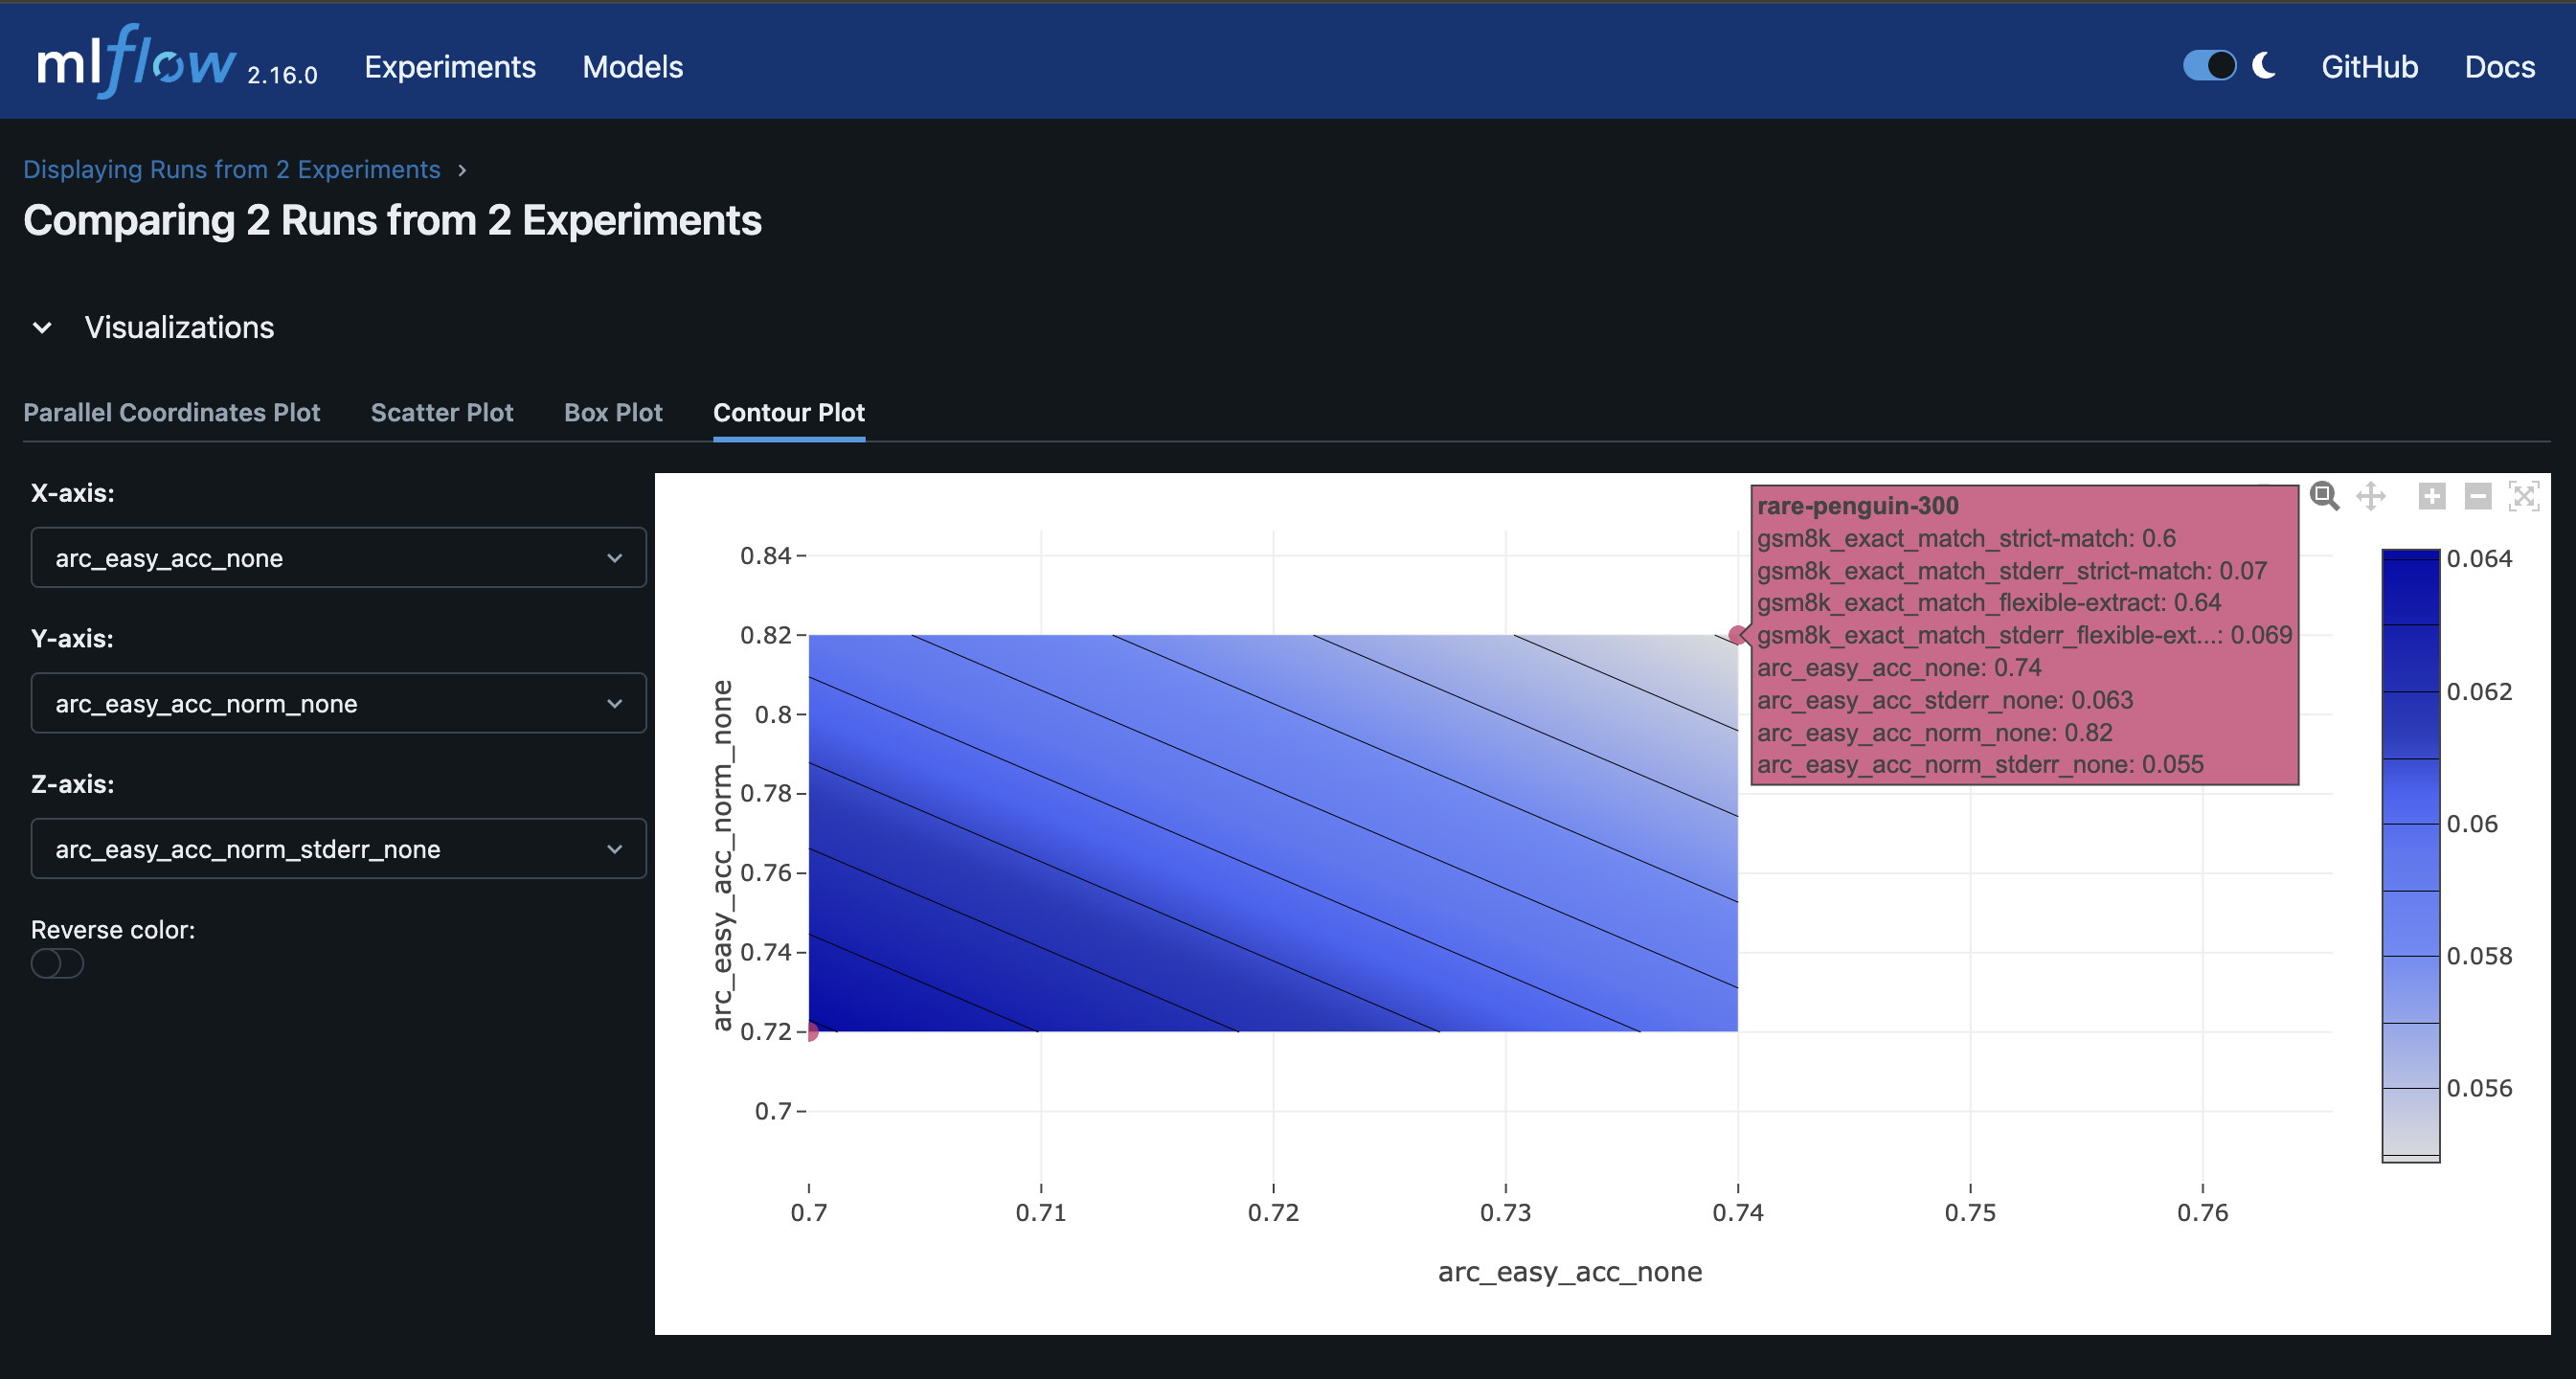 mlflow 2.16.0 Experiments Models GitHub Docs
Displaying Runs from 2 Experiments
Comparing 2 Runs from 2 Experiments
Visualizations
Parallel Coordinates Plot Scatter Plot Box Plot Contour Plot
X-axis:
arc_easy_acc_none
Y-axis:
arc_easy_acc_norm_none
Z-axis:
arc_easy_acc_norm_stderr_none
Reverse color:
arc_easy_acc_norm_none
0.84
0.82
0.8
0.78
0.76
0.74
0.72
0.7
rare-penguin-300
gsm8k_exact_match_strict-match: 0.6
gsm8k_exact_match_stderr_strict-match: 0.07
gsm8k_exact_match_flexible-extract: 0.64
gsm8k_exact_match_stderr_flexible-ext...: 0.069
arc_easy_acc_none: 0.74
arc_easy_acc_stderr_none: 0.063
arc_easy_acc_norm_none: 0.82
arc_easy_acc_norm_stderr_none: 0.055
0.064
0.062
0.06
0.058
0.056
0.7 0.71 0.72 0.73 0.74 0.75 0.76
arc_easy_acc_none